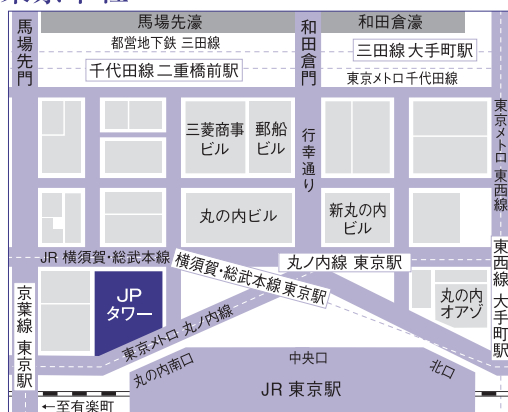 馬場先濠
和田倉濠
馬場先門
都営地下鉄 三田線
和田倉門
三田線 大手町駅
千代田線 二重橋前駅
東京メトロ千代田線
三菱商事
ビル
郵船
ビル
行幸通り
東京メトロ 東西線
丸の内ビル
新丸の内
ビル
JR 横須賀・総武本線
横須賀・総武本線 東京駅
丸ノ内線 東京駅
東西線 大手町駅
京葉線 東京駅
JP
タワー
東京メトロ 丸ノ内線
丸の内
オアゾ
丸の内南口
中央口
北口
JR 東京駅
←至有楽町